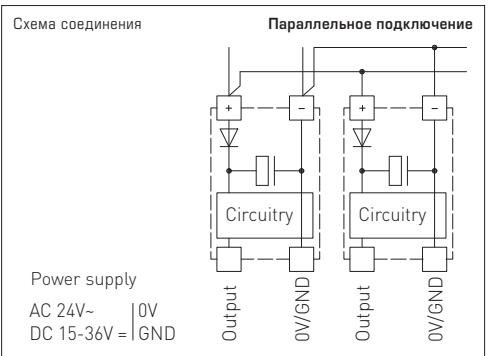 Схема соединения
Параллельное подключение
+ − + −
Circuitry Circuitry
Power supply
AC 24V~ 0V
DC 15-36V = GND
Output
0V/GND
Output
0V/GND